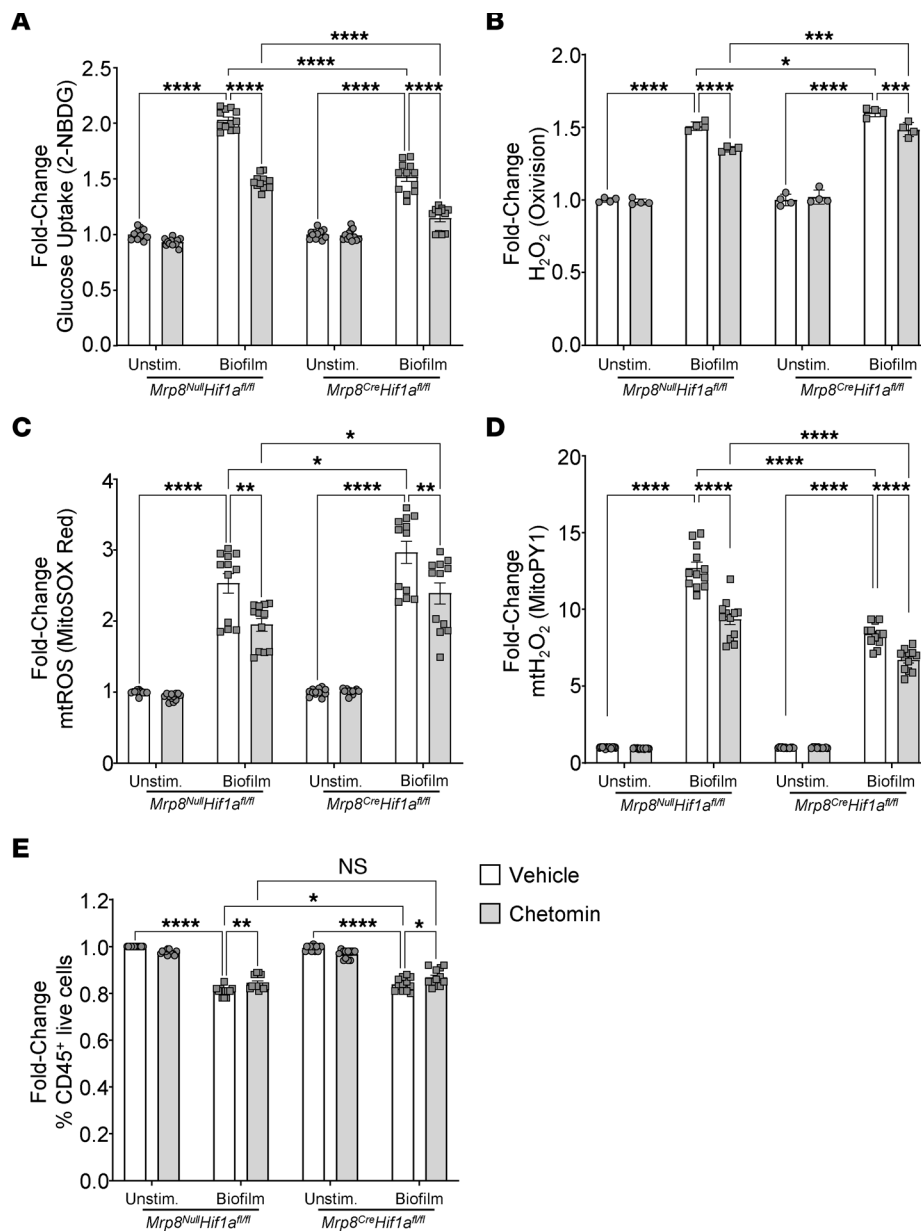 A
Fold-Change
Glucose Uptake (2-NBDG)
2.5
2.0
1.5
1.0
0.5
0.0
****
****
**** ****
**** ****
Unstim. Biofilm Unstim. Biofilm
Mrp8NullHif1afl/fl Mrp8CreHif1afl/fl
B
Fold-Change
H2O2 (Oxivision)
2.0
1.5
1.0
0.0
***
*
**** ****
**** ***
Unstim. Biofilm Unstim. Biofilm
Mrp8NullHif1afl/fl Mrp8CreHif1afl/fl
C
Fold-Change
mtROS (MitoSOX Red)
4
3
2
1
0
*
*
**** **
**** **
Unstim. Biofilm Unstim. Biofilm
Mrp8NullHif1afl/fl Mrp8CreHif1afl/fl
D
Fold-Change
mtH2O2 (MitoPY1)
20
15
10
5
0
****
****
**** ****
**** ****
Unstim. Biofilm Unstim. Biofilm
Mrp8NullHif1afl/fl Mrp8CreHif1afl/fl
E
Fold-Change
% CD45+ live cells
1.2
1.0
0.8
0.6
0.4
0.2
0.0
NS
*
**** **
**** *
Unstim. Biofilm Unstim. Biofilm
Mrp8NullHif1afl/fl Mrp8CreHif1afl/fl
Vehicle
Chetomin